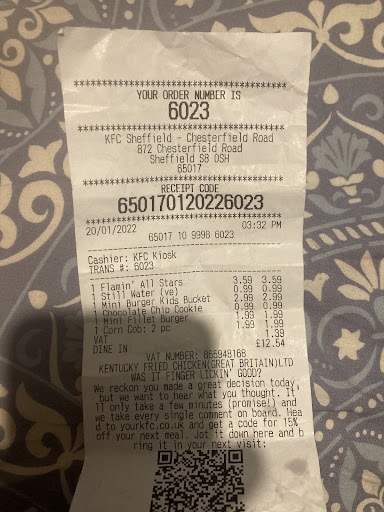 ****************************************
YOUR ORDER NUMBER IS
6023
****************************************
KFC Sheffield - Chesterfield Road
872 Chesterfield Road
Sheffield S8 0SH
65017
****************************************
RECEIPT CODE
650170120226023
****************************************
20/01/2022 03:32 PM
65017 10 9998 6023
Cashier: KFC Kiosk
TRANS #: 6023
1 Flamin' All Stars 3.59 3.59
1 Still Water (ve) 0.99 0.99
1 Mini Burger Kids Bucket 2.99 2.99
1 Chocolate Chip Cookie 0.99 0.99
1 Mini Fillet Burger 1.99 1.99
1 Corn Cob: 2 pc 1.99 1.99
VAT 1.39
DINE IN £12.54
VAT NUMBER: 865948168
KENTUCKY FRIED CHICKEN(GREAT BRITAIN)LTD
WAS IT FINGER LICKIN' GOOD?
We reckon you made a great decision today,
but we want to hear what you thought. It'
ll only take a few minutes (promise!) and
we take every single comment on board. Hea
d to yourkfc.co.uk and get a code for 15%
off your next meal. Jot it down here and b
ring it in your next visit: